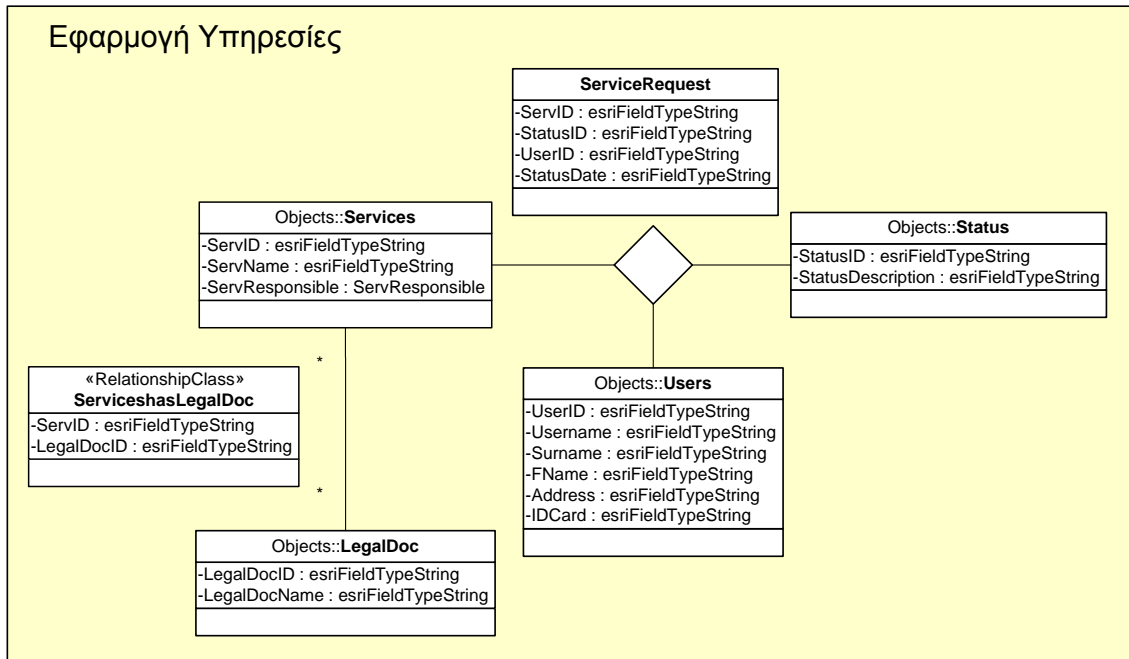 Εφαρμογή Υπηρεσίες
ServiceRequest
-ServID : esriFieldTypeString
-StatusID : esriFieldTypeString
-UserID : esriFieldTypeString
-StatusDate : esriFieldTypeString
Objects::Services
-ServID : esriFieldTypeString
-ServName : esriFieldTypeString
-ServResponsible : ServResponsible
Objects::Status
-StatusID : esriFieldTypeString
-StatusDescription : esriFieldTypeString
*
«RelationshipClass»
ServiceshasLegalDoc
-ServID : esriFieldTypeString
-LegalDocID : esriFieldTypeString
*
Objects::Users
-UserID : esriFieldTypeString
-Username : esriFieldTypeString
-Surname : esriFieldTypeString
-FName : esriFieldTypeString
-Address : esriFieldTypeString
-IDCard : esriFieldTypeString
Objects::LegalDoc
-LegalDocID : esriFieldTypeString
-LegalDocName : esriFieldTypeString